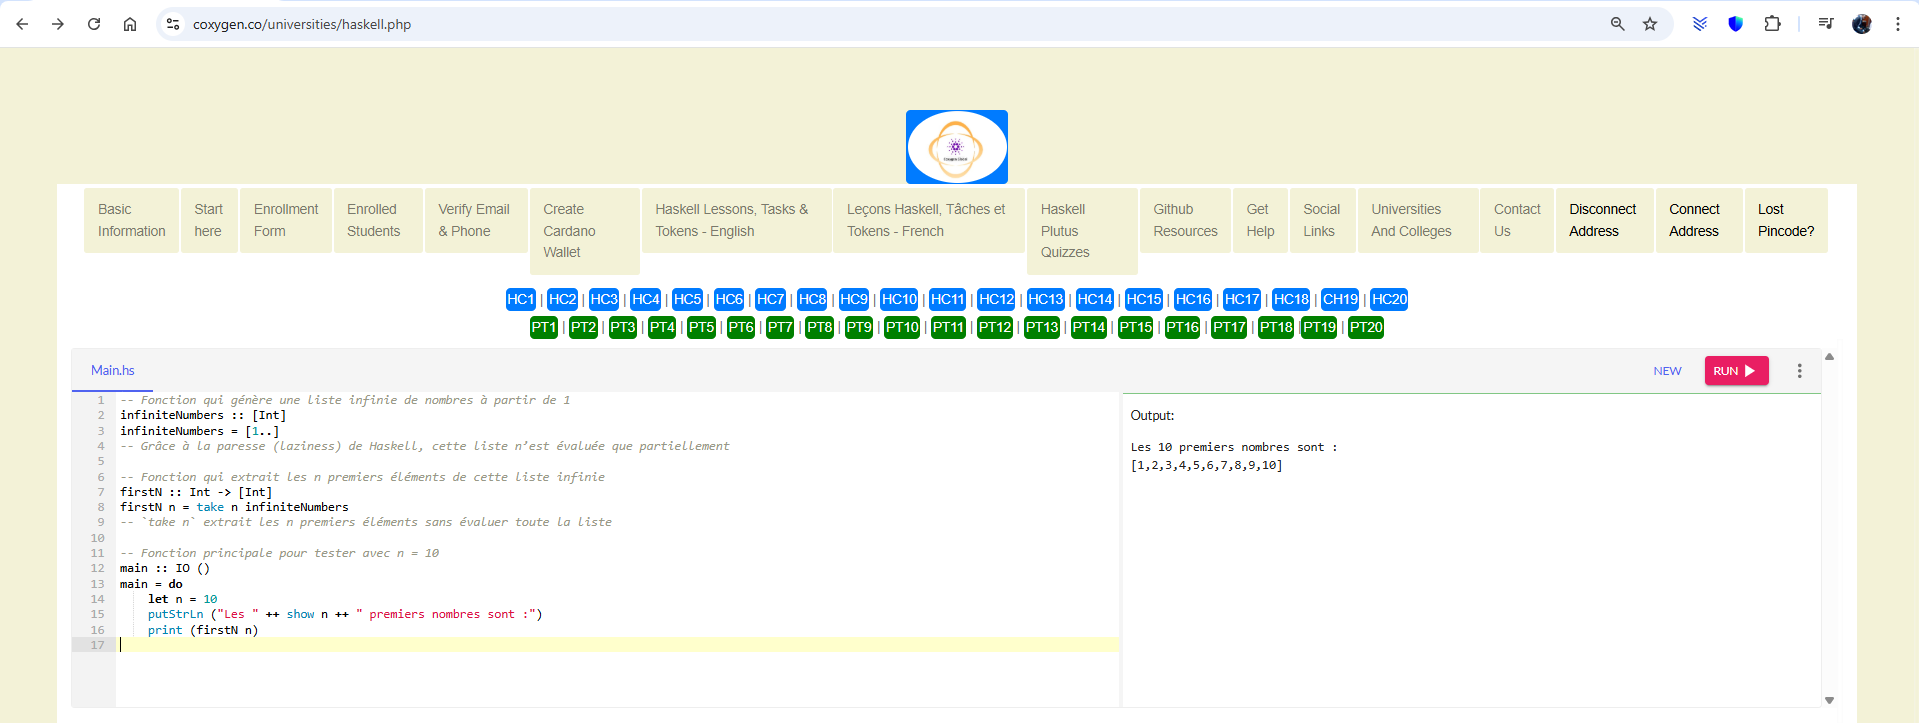 coxygen.co/universities/haskell.php
Basic Information
Start here
Enrollment Form
Enrolled Students
Verify Email & Phone
Create Cardano Wallet
Haskell Lessons, Tasks & Tokens - English
Leçons Haskell, Tâches et Tokens - French
Haskell Plutus Quizzes
Github Resources
Get Help
Social Links
Universities And Colleges
Contact Us
Disconnect Address
Connect Address
Lost Pincode?
HC1 | HC2 | HC3 | HC4 | HC5 | HC6 | HC7 | HC8 | HC9 | HC10 | HC11 | HC12 | HC13 | HC14 | HC15 | HC16 | HC17 | HC18 | CH19 | HC20
PT1 | PT2 | PT3 | PT4 | PT5 | PT6 | PT7 | PT8 | PT9 | PT10 | PT11 | PT12 | PT13 | PT14 | PT15 | PT16 | PT17 | PT18 | PT19 | PT20
Main.hs
NEW
RUN
1 -- Fonction qui génère une liste infinie de nombres à partir de 1
2 infiniteNumbers :: [Int]
3 infiniteNumbers = [1..]
4 -- Grâce à la paresse (laziness) de Haskell, cette liste n’est évaluée que partiellement
5
6 -- Fonction qui extrait les n premiers éléments de cette liste infinie
7 firstN :: Int -> [Int]
8 firstN n = take n infiniteNumbers
9 -- `take n` extrait les n premiers éléments sans évaluer toute la liste
10
11 -- Fonction principale pour tester avec n = 10
12 main :: IO ()
13 main = do
14     let n = 10
15     putStrLn ("Les " ++ show n ++ " premiers nombres sont :")
16     print (firstN n)
17
Output:
Les 10 premiers nombres sont :
[1,2,3,4,5,6,7,8,9,10]